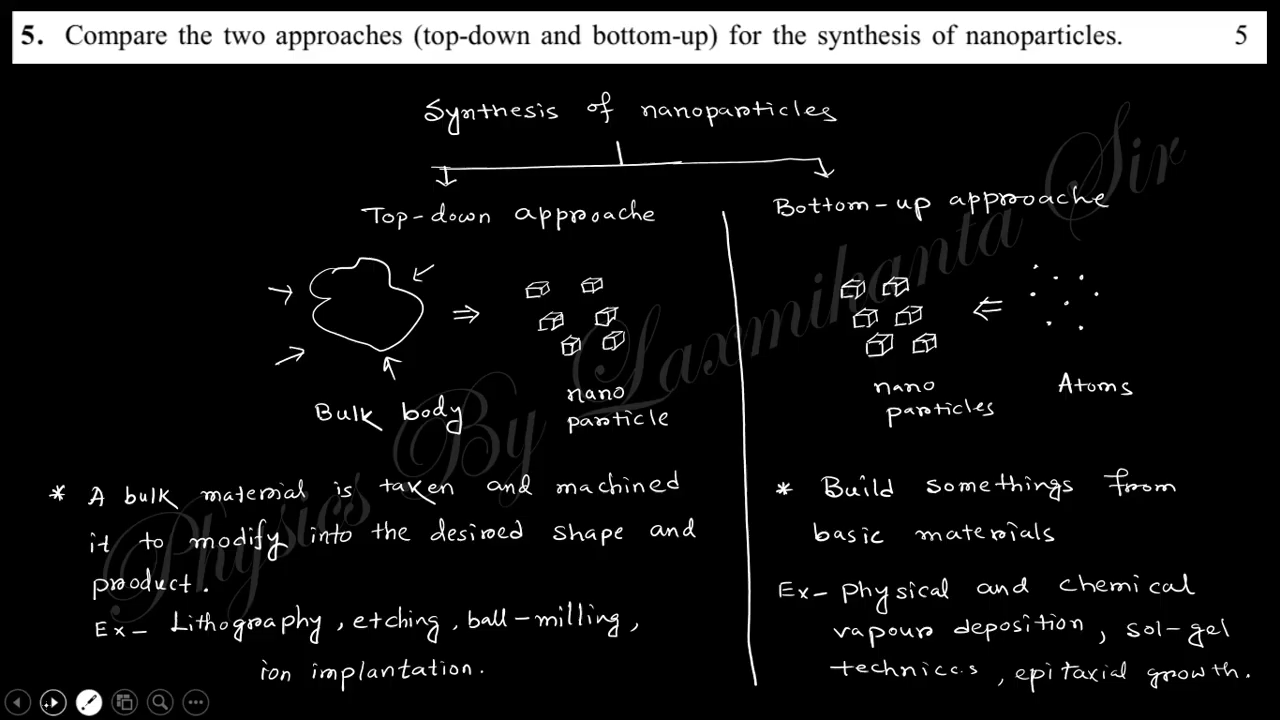 5. Compare the two approaches (top-down and bottom-up) for the synthesis of nanoparticles. 5
Synthesis of nanoparticles
Top-down approache
Bottom-up approache
Bulk body
nano
particle
nano
particles
Atoms
* A bulk material is taken and machined
it to modify into the desired shape and
product.
Ex- Lithography, etching, ball-milling,
ion implantation.
* Build somethings from
basic materials
Ex- physical and chemical
vapour deposition, sol-gel
, epitaxial growth.
Physics By Laxmikanta Sir